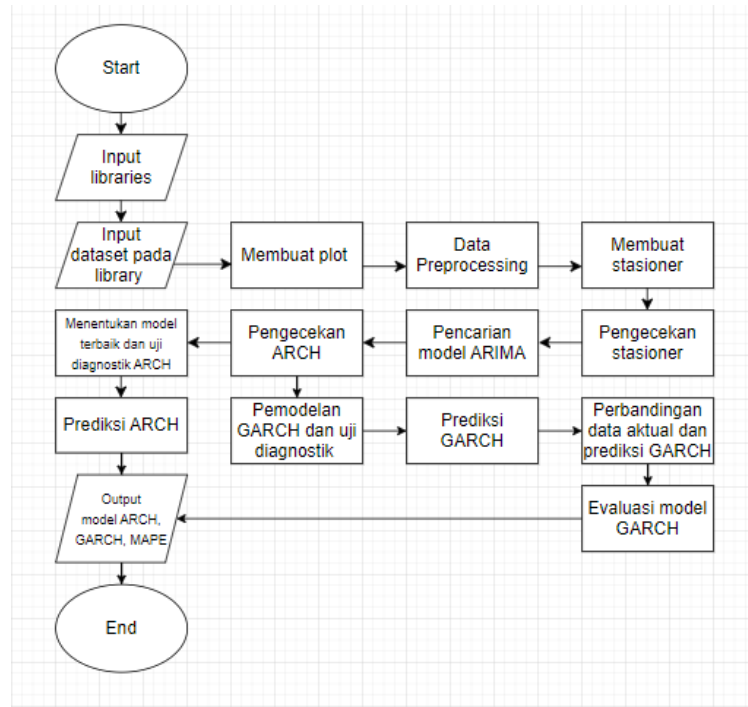 Start
Input
libraries
Input
dataset pada
library
Membuat plot
Data
Preprocessing
Membuat
stasioner
Menentukan model
terbaik dan uji
diagnostik ARCH
Pengecekan
ARCH
Pencarian
model ARIMA
Pengecekan
stasioner
Prediksi ARCH
Pemodelan
GARCH dan uji
diagnostik
Prediksi
GARCH
Perbandingan
data aktual dan
prediksi GARCH
Output
model ARCH,
GARCH, MAPE
Evaluasi model
GARCH
End